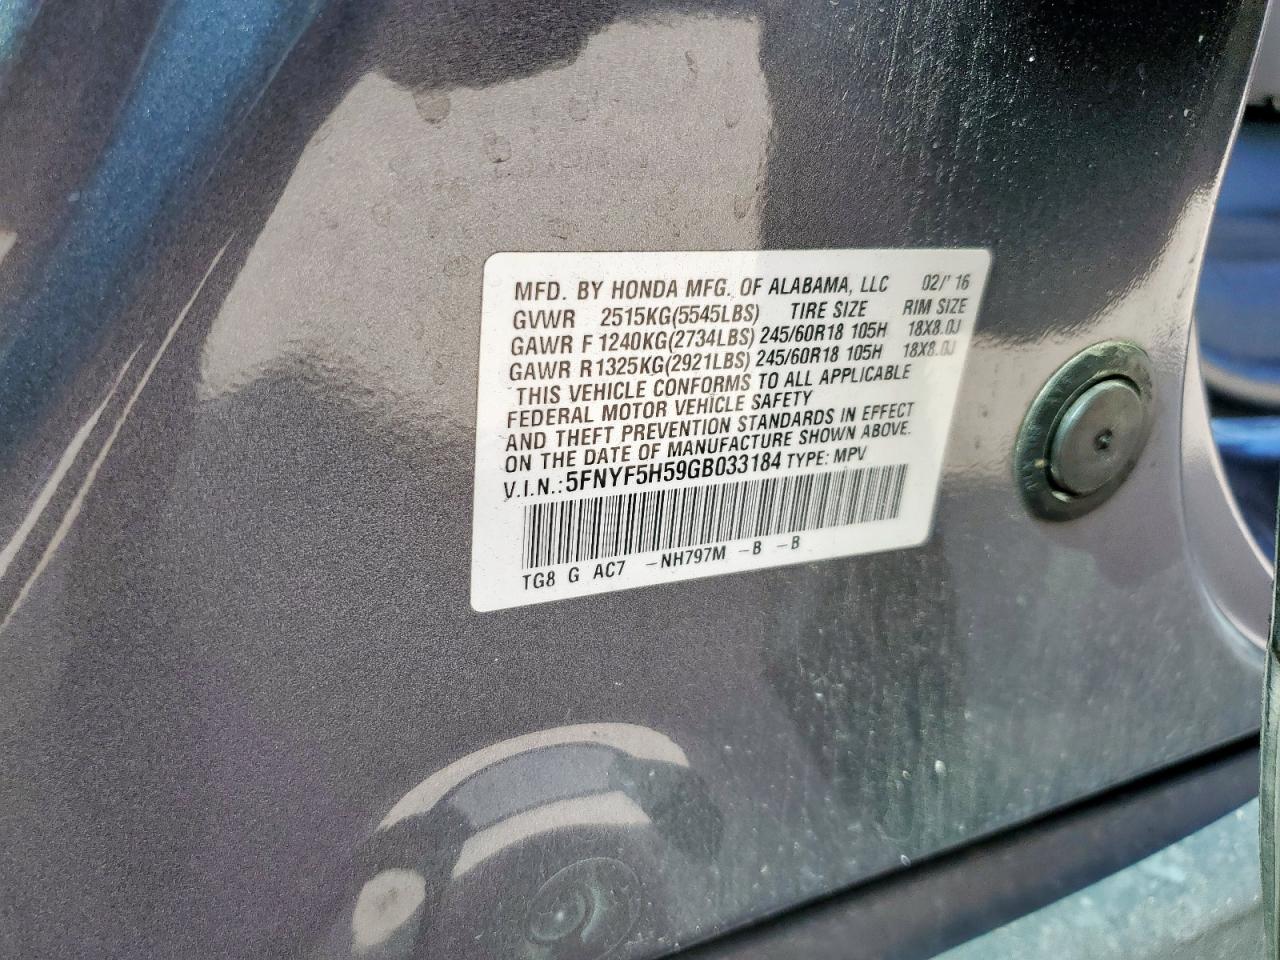 MFD. BY HONDA MFG. OF ALABAMA, LLC 02/'16
GVWR 2515KG(5545LBS) TIRE SIZE RIM SIZE
GAWR F 1240KG(2734LBS) 245/60R18 105H 18X8.0J
GAWR R 1325KG(2921LBS) 245/60R18 105H 18X8.0J
THIS VEHICLE CONFORMS TO ALL APPLICABLE
FEDERAL MOTOR VEHICLE SAFETY
AND THEFT PREVENTION STANDARDS IN EFFECT
ON THE DATE OF MANUFACTURE SHOWN ABOVE.
V.I.N.: 5FNYF5H59GB033184 TYPE: MPV
TG8 G AC7 -NH797M -B -B